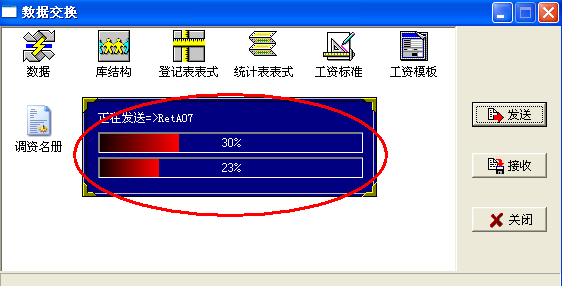 数据交换
数据
库结构
登记表表式
统计表表式
工资标准
工资模板
调资名册
正在发送=>RetA07
30%
23%
发送
接收
关闭